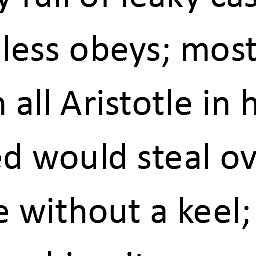 y full of leaky cas
less obeys; most
all Aristotle in h
ed would steal ov
e without a keel;